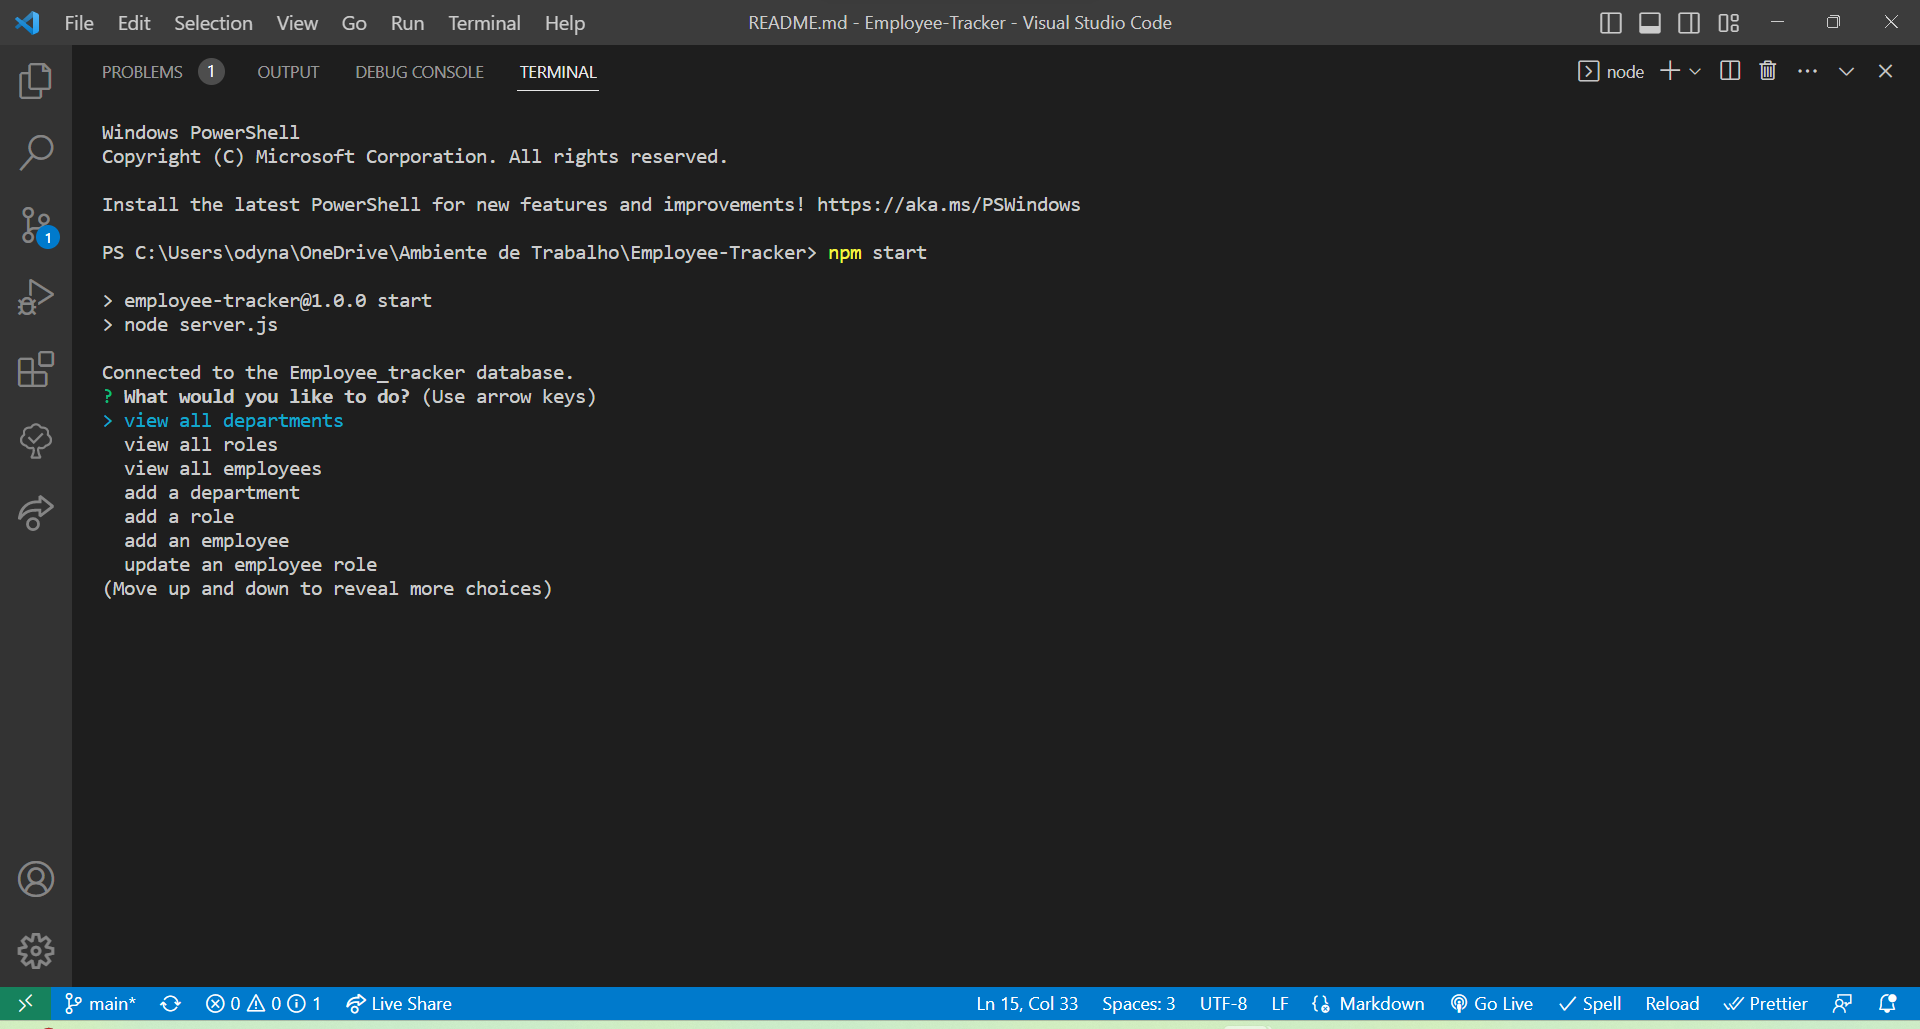 File Edit Selection View Go Run Terminal Help README.md - Employee-Tracker - Visual Studio Code
PROBLEMS 1 OUTPUT DEBUG CONSOLE TERMINAL node
Windows PowerShell
Copyright (C) Microsoft Corporation. All rights reserved.
Install the latest PowerShell for new features and improvements! https://aka.ms/PSWindows
PS C:\Users\odyna\OneDrive\Ambiente de Trabalho\Employee-Tracker> npm start
> employee-tracker@1.0.0 start
> node server.js
Connected to the Employee_tracker database.
? What would you like to do? (Use arrow keys)
> view all departments
view all roles
view all employees
add a department
add a role
add an employee
update an employee role
(Move up and down to reveal more choices)
1
main* 0 0 1 Live Share Ln 15, Col 33 Spaces: 3 UTF-8 LF Markdown Go Live Spell Reload Prettier